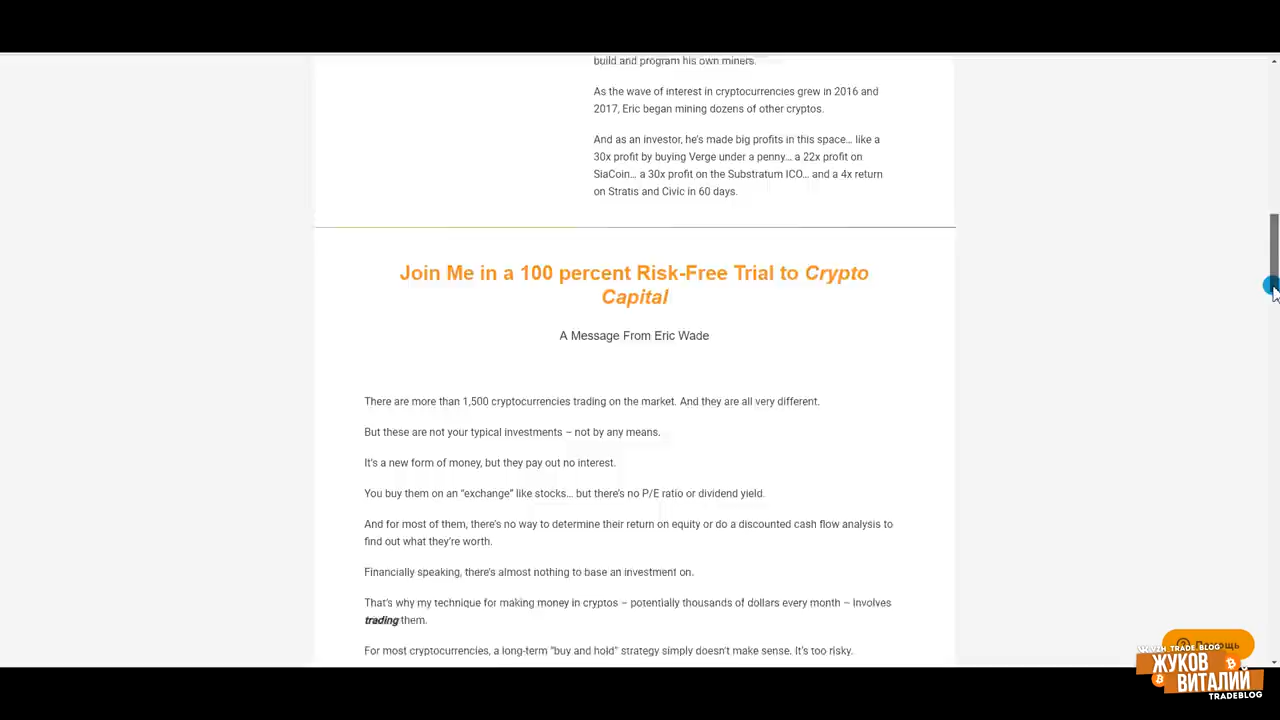 build and program his own miners.
As the wave of interest in cryptocurrencies grew in 2016 and
2017, Eric began mining dozens of other cryptos.
And as an investor, he's made big profits in this space... like a
30x profit by buying Verge under a penny... a 22x profit on
SiaCoin... a 30x profit on the Substratum ICO... and a 4x return
on Stratis and Civic in 60 days.
Join Me in a 100 percent Risk-Free Trial to Crypto
Capital
A Message From Eric Wade
There are more than 1,500 cryptocurrencies trading on the market. And they are all very different.
But these are not your typical investments – not by any means.
It's a new form of money, but they pay out no interest.
You buy them on an “exchange” like stocks... but there's no P/E ratio or dividend yield.
And for most of them, there's no way to determine their return on equity or do a discounted cash flow analysis to
find out what they're worth.
Financially speaking, there's almost nothing to base an investment on.
That's why my technique for making money in cryptos – potentially thousands of dollars every month – involves
trading them.
For most cryptocurrencies, a long-term "buy and hold" strategy simply doesn't make sense. It's too risky.
ЖУКОВ
ВИТАЛИЙ
TRADEBLOG